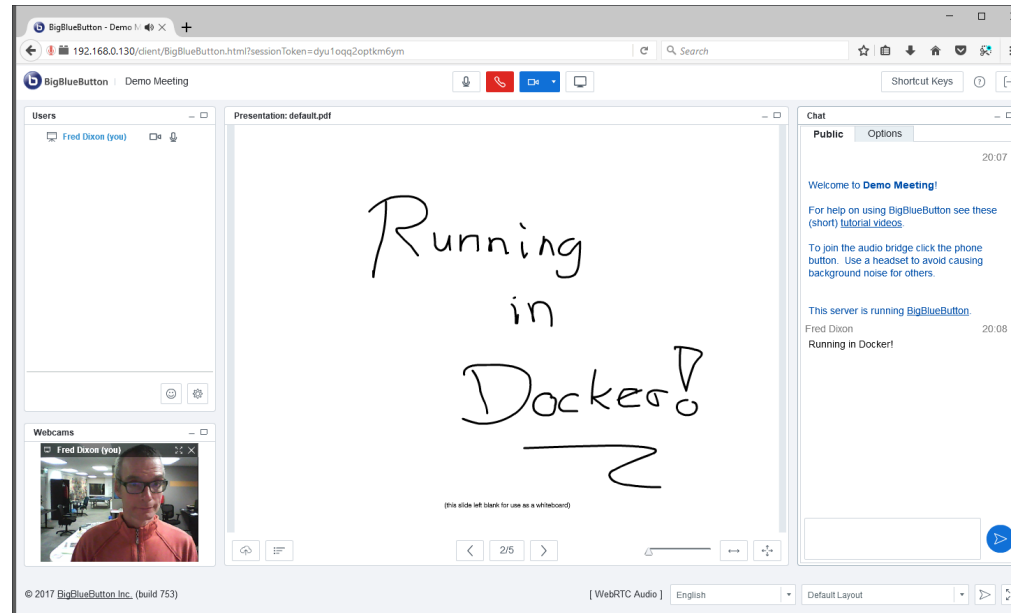 BigBlueButton - Demo M
192.168.0.130/client/BigBlueButton.html?sessionToken=dyu1oqq2optkm6ym
Search
BigBlueButton
Demo Meeting
Shortcut Keys
Users
Fred Dixon (you)
Webcams
Fred Dixon (you)
Presentation: default.pdf
Running
in
Docker!
(this slide left blank for use as a whiteboard)
2/5
Chat
Public
Options
20:07
Welcome to Demo Meeting!
For help on using BigBlueButton see these
(short) tutorial videos.
To join the audio bridge click the phone
button. Use a headset to avoid causing
background noise for others.
This server is running BigBlueButton.
Fred Dixon 20:08
Running in Docker!
© 2017 BigBlueButton Inc. (build 753)
[ WebRTC Audio ]
English
Default Layout